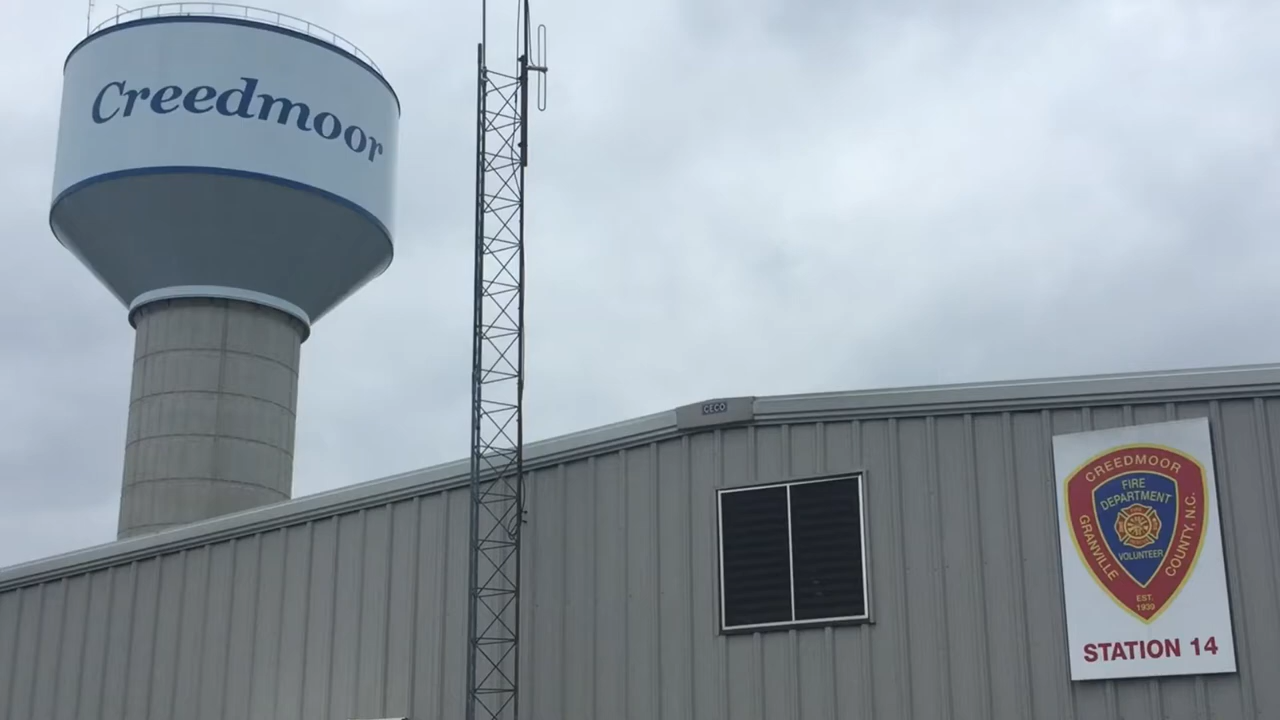 Creedmoor
CECO
CREEDMOOR
FIRE
DEPARTMENT
VOLUNTEER
GRANVILLE
COUNTY, N.C.
EST.
1939
STATION 14